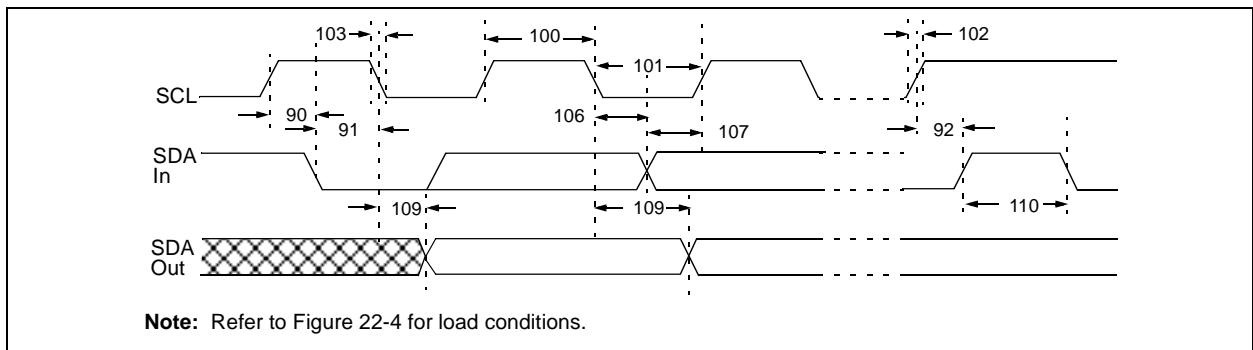 103
100
102
101
SCL
90
106
91
107
92
SDA
In
109
109
110
SDA
Out
Note: Refer to Figure 22-4 for load conditions.